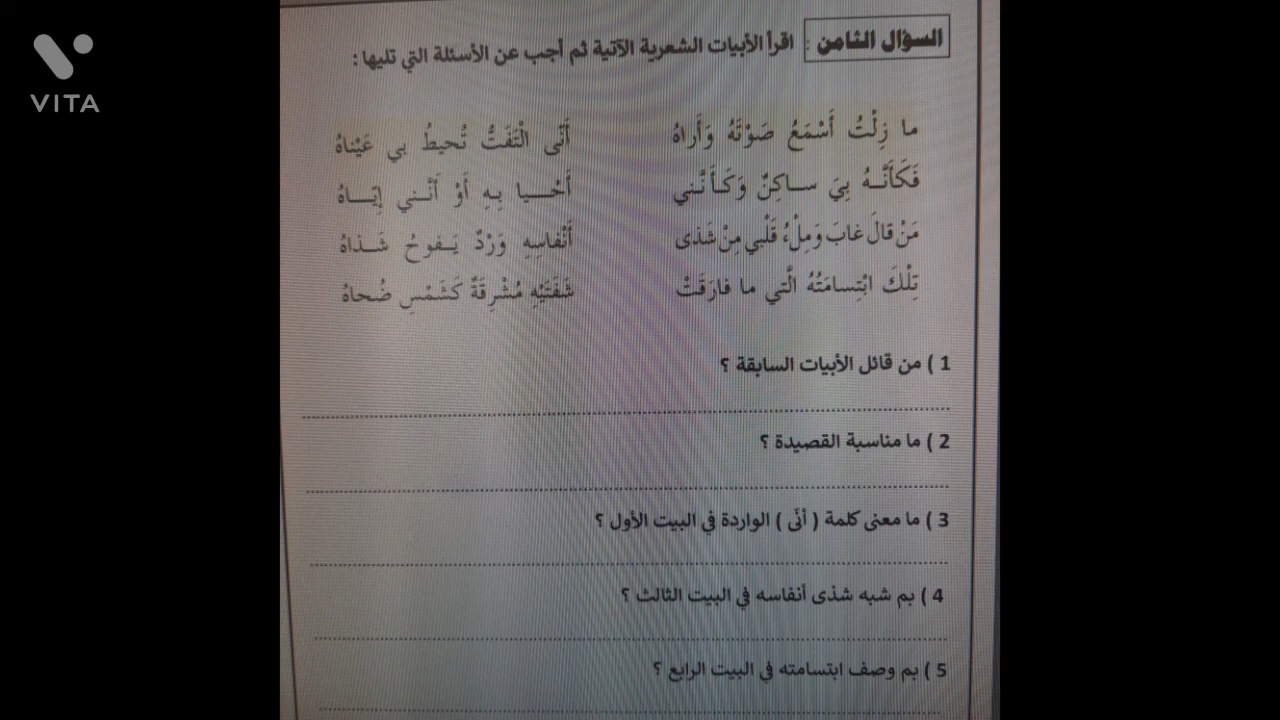 VITA
السؤال الثامن : اقرأ الأبيات الشعرية الآتية ثم أجب عن الأسئلة التي تليها :
ما زِلْتُ أَسْمَعُ صَوْتَهُ وَأَراهُ أَنّى الْتَفَتُّ تُحيطُ بي عَيْناهُ
فَكَأَنَّهُ بِيَ ساكِنٌ وَكَأَنَّني أَحْيا بِهِ أَوْ أَنَّني إِيّاهُ
مَنْ قالَ غابَ وَمِلْءُ قَلْبي مِنْ شَذى أَنْفاسِهِ وَرْدٌ يَفوحُ شَذاهُ
تِلْكَ ابْتِسامَتُهُ الَّتي ما فارَقَتْ شَفَتَيْهِ مُشْرِقَةٌ كَشَمْسِ ضُحاهُ
1 ) من قائل الأبيات السابقة ؟
2 ) ما مناسبة القصيدة ؟
3 ) ما معنى كلمة ( أنّى ) الواردة في البيت الأول ؟
4 ) بم شبه شذى أنفاسه في البيت الثالث ؟
5 ) بم وصف ابتسامته في البيت الرابع ؟